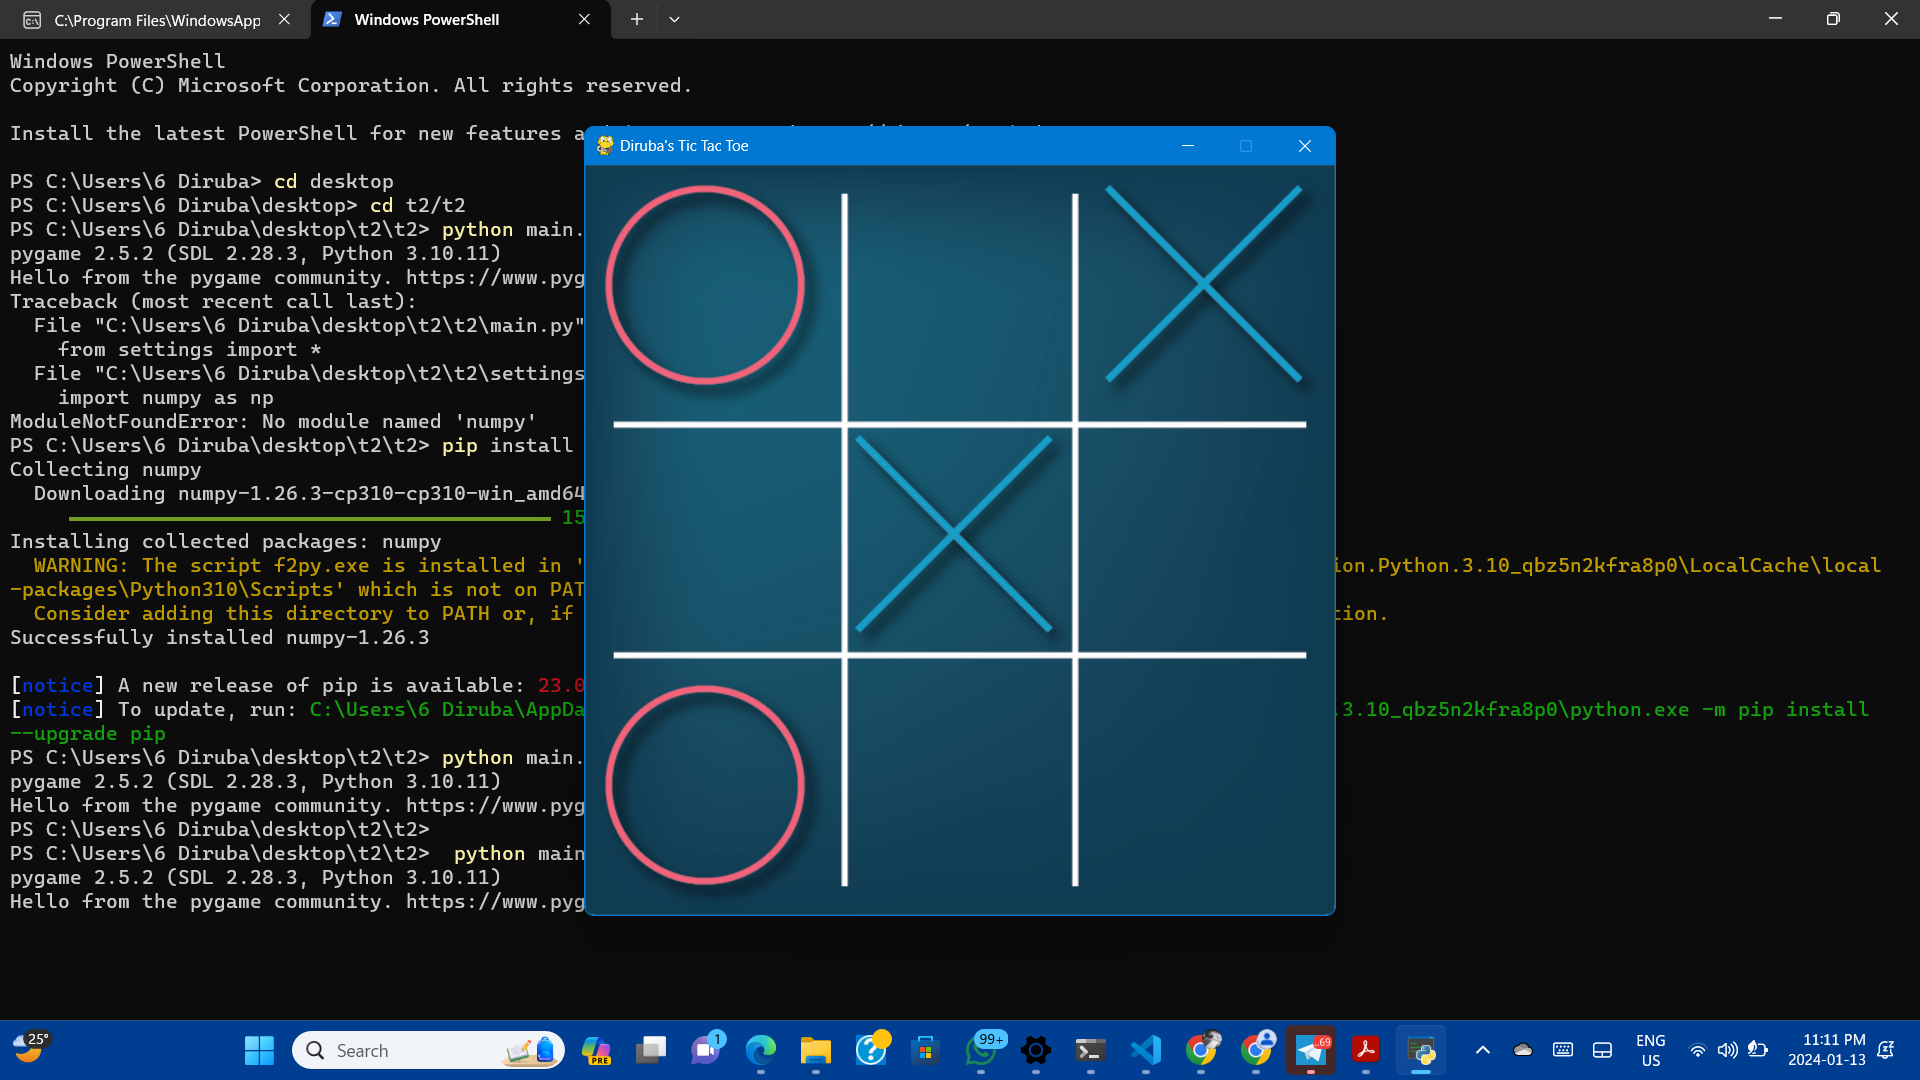 C:\Program Files\WindowsApp
Windows PowerShell
Windows PowerShell
Copyright (C) Microsoft Corporation. All rights reserved.
Install the latest PowerShell for new features a
Diruba's Tic Tac Toe
PS C:\Users\6 Diruba> cd desktop
PS C:\Users\6 Diruba\desktop> cd t2/t2
PS C:\Users\6 Diruba\desktop\t2\t2> python main.
pygame 2.5.2 (SDL 2.28.3, Python 3.10.11)
Hello from the pygame community. https://www.pyg
Traceback (most recent call last):
File "C:\Users\6 Diruba\desktop\t2\t2\main.py"
from settings import *
File "C:\Users\6 Diruba\desktop\t2\t2\settings
import numpy as np
ModuleNotFoundError: No module named 'numpy'
PS C:\Users\6 Diruba\desktop\t2\t2> pip install
Collecting numpy
Downloading numpy-1.26.3-cp310-cp310-win_amd64
15
Installing collected packages: numpy
WARNING: The script f2py.exe is installed in ' ion.Python.3.10_qbz5n2kfra8p0\LocalCache\local
-packages\Python310\Scripts' which is not on PAT
Consider adding this directory to PATH or, if tion.
Successfully installed numpy-1.26.3
[notice] A new release of pip is available: 23.0
[notice] To update, run: C:\Users\6 Diruba\AppDa .3.10_qbz5n2kfra8p0\python.exe -m pip install
--upgrade pip
PS C:\Users\6 Diruba\desktop\t2\t2> python main.
pygame 2.5.2 (SDL 2.28.3, Python 3.10.11)
Hello from the pygame community. https://www.pyg
PS C:\Users\6 Diruba\desktop\t2\t2>
PS C:\Users\6 Diruba\desktop\t2\t2>  python main
pygame 2.5.2 (SDL 2.28.3, Python 3.10.11)
Hello from the pygame community. https://www.pyg
25°
Search
PRE
1
99+
..69
ENG
US
11:11 PM
2024-01-13